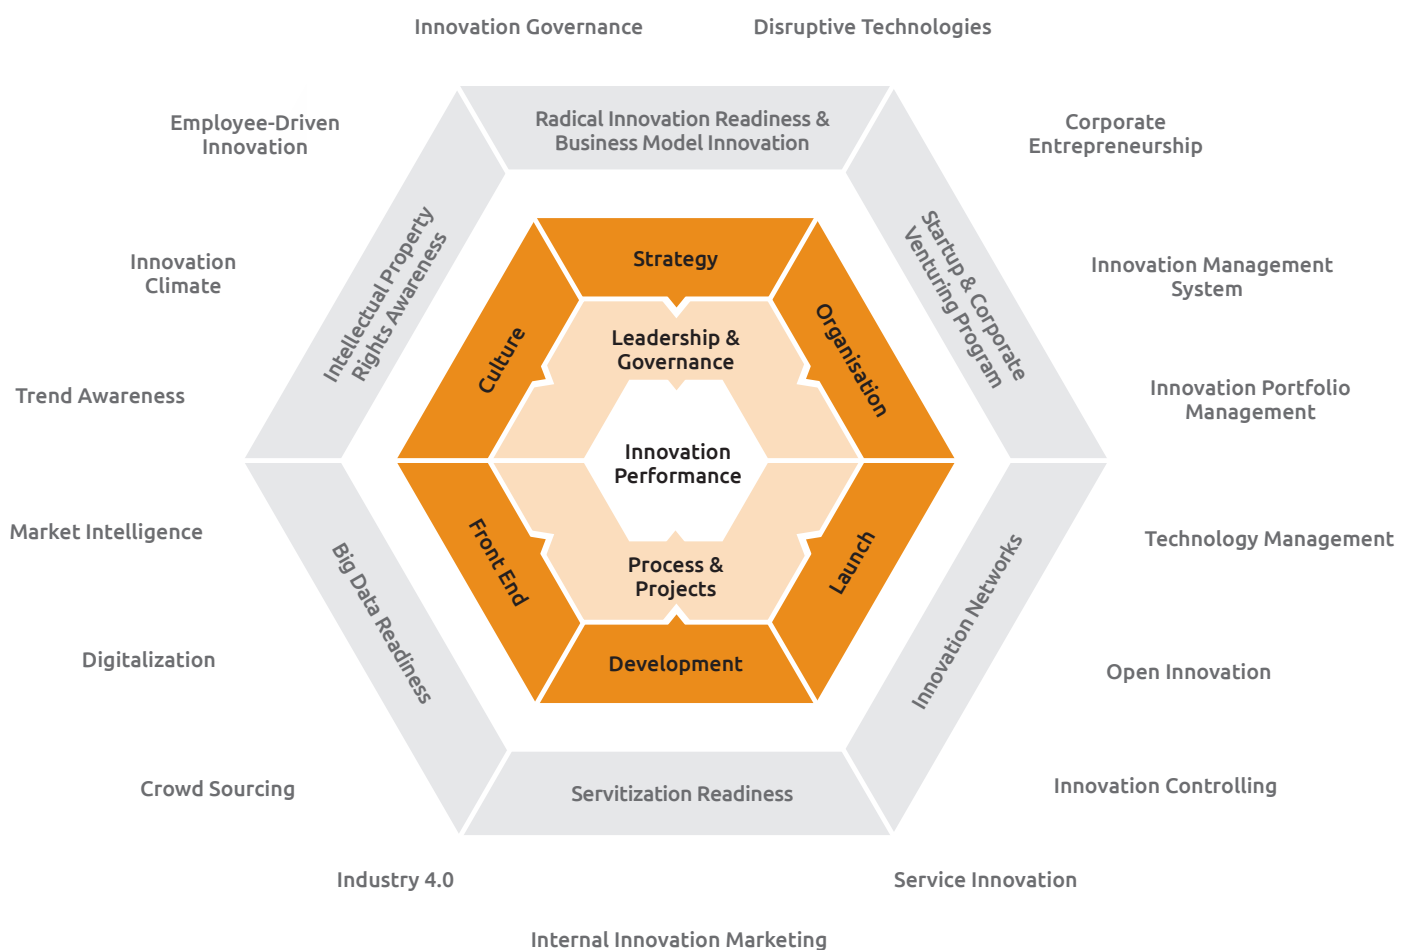 Innovation Governance
Disruptive Technologies
Employee-Driven
Innovation
Radical Innovation Readiness &
Business Model Innovation
Corporate
Entrepreneurship
Intellectual Property
Rights Awareness
Startup & Corporate
Venturing Program
Innovation
Climate
Strategy
Innovation Management
System
Culture
Leadership &
Governance
Organisation
Trend Awareness
Innovation Portfolio
Management
Innovation
Performance
Market Intelligence
Technology Management
Big Data Readiness
Front End
Process &
Projects
Launch
Innovation Networks
Digitalization
Development
Open Innovation
Crowd Sourcing
Servitization Readiness
Innovation Controlling
Industry 4.0
Service Innovation
Internal Innovation Marketing